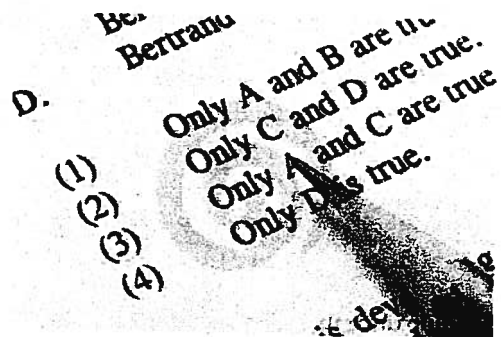 Bertrand
D.
(1) Only A and B are
(2) Only C and D are true.
(3) Only A and C are true
(4) Only D is true.